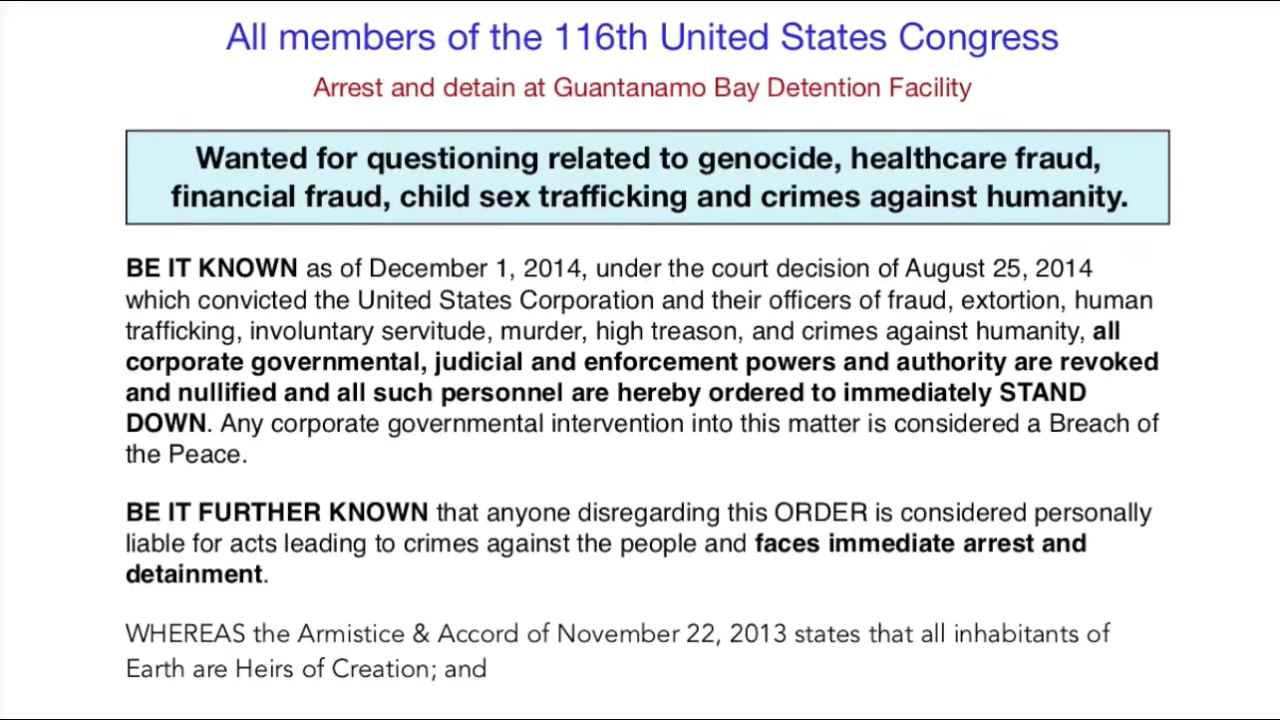 All members of the 116th United States Congress
Arrest and detain at Guantanamo Bay Detention Facility
Wanted for questioning related to genocide, healthcare fraud,
financial fraud, child sex trafficking and crimes against humanity.
BE IT KNOWN as of December 1, 2014, under the court decision of August 25, 2014
which convicted the United States Corporation and their officers of fraud, extortion, human
trafficking, involuntary servitude, murder, high treason, and crimes against humanity, all
corporate governmental, judicial and enforcement powers and authority are revoked
and nullified and all such personnel are hereby ordered to immediately STAND
DOWN. Any corporate governmental intervention into this matter is considered a Breach of
the Peace.
BE IT FURTHER KNOWN that anyone disregarding this ORDER is considered personally
liable for acts leading to crimes against the people and faces immediate arrest and
detainment.
WHEREAS the Armistice & Accord of November 22, 2013 states that all inhabitants of
Earth are Heirs of Creation; and